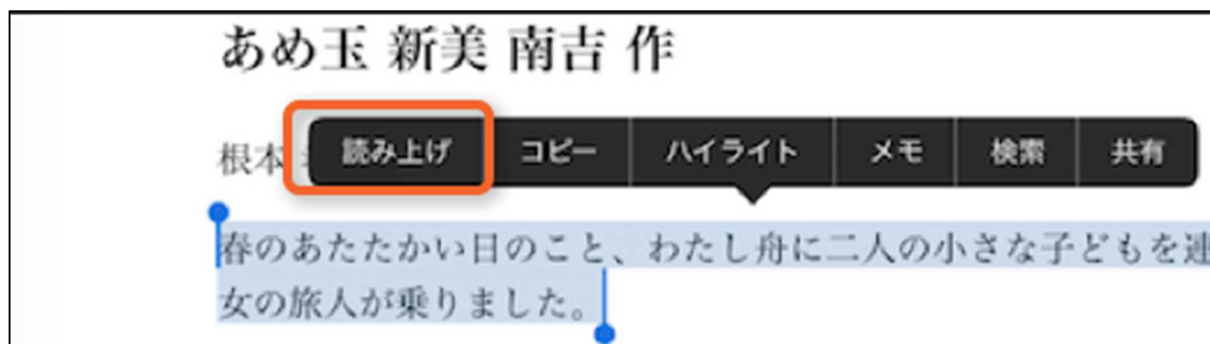 あめ玉 新美 南吉 作
読み上げ コピー ハイライト メモ 検索 共有
根本
春のあたたかい日のこと、わたし舟に二人の小さな子どもを連
女の旅人が乗りました。